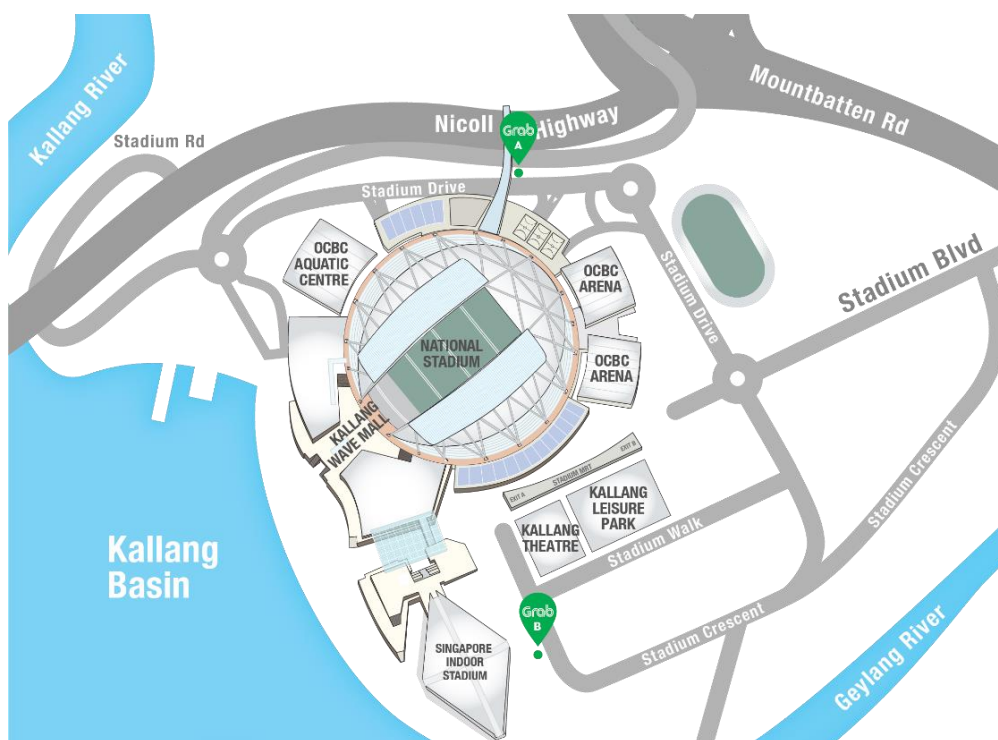 Kallang River
Stadium Rd
Nicoll
Highway
Grab
A
Mountbatten Rd
Stadium Drive
OCBC
AQUATIC
CENTRE
OCBC
ARENA
Stadium Drive
Stadium Blvd
NATIONAL
STADIUM
OCBC
ARENA
KALLANG
WAVE MALL
EXIT A
STADIUM MRT
EXIT B
KALLANG
LEISURE
PARK
KALLANG
THEATRE
Stadium Walk
Stadium Crescent
Kallang
Basin
Grab
B
Stadium Crescent
SINGAPORE
INDOOR
STADIUM
Geylang River